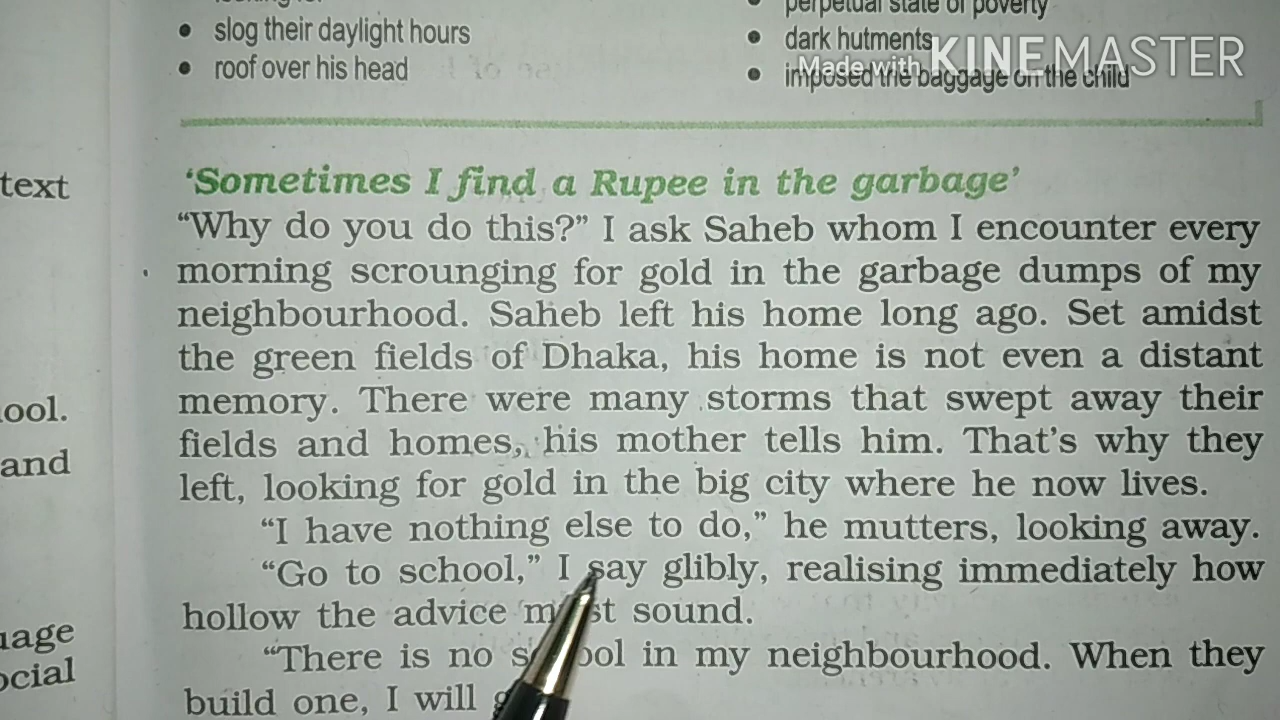 slog their daylight hours
roof over his head
perpetual state of poverty
dark hutments
imposed the baggage on the child
Made with KINEMASTER
'Sometimes I find a Rupee in the garbage'
"Why do you do this?" I ask Saheb whom I encounter every
morning scrounging for gold in the garbage dumps of my
neighbourhood. Saheb left his home long ago. Set amidst
the green fields of Dhaka, his home is not even a distant
memory. There were many storms that swept away their
fields and homes, his mother tells him. That's why they
left, looking for gold in the big city where he now lives.
"I have nothing else to do," he mutters, looking away.
"Go to school," I say glibly, realising immediately how
hollow the advice must sound.
"There is no school in my neighbourhood. When they
build one, I will
text
and